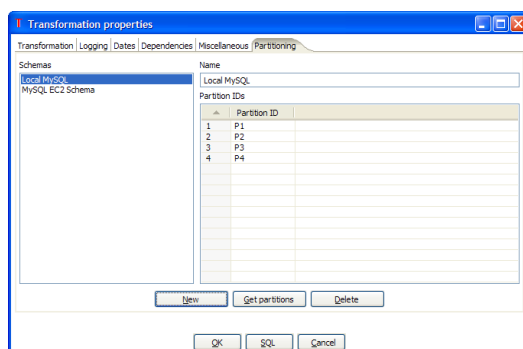 Transformation properties
Transformation Logging Dates Dependencies Miscellaneous Partitioning
Schemas
Local MySQL
MySQL EC2 Schema
Name
Local MySQL
Partition IDs
Partition ID
1 P1
2 P2
3 P3
4 P4
New Get partitions Delete
OK SQL Cancel